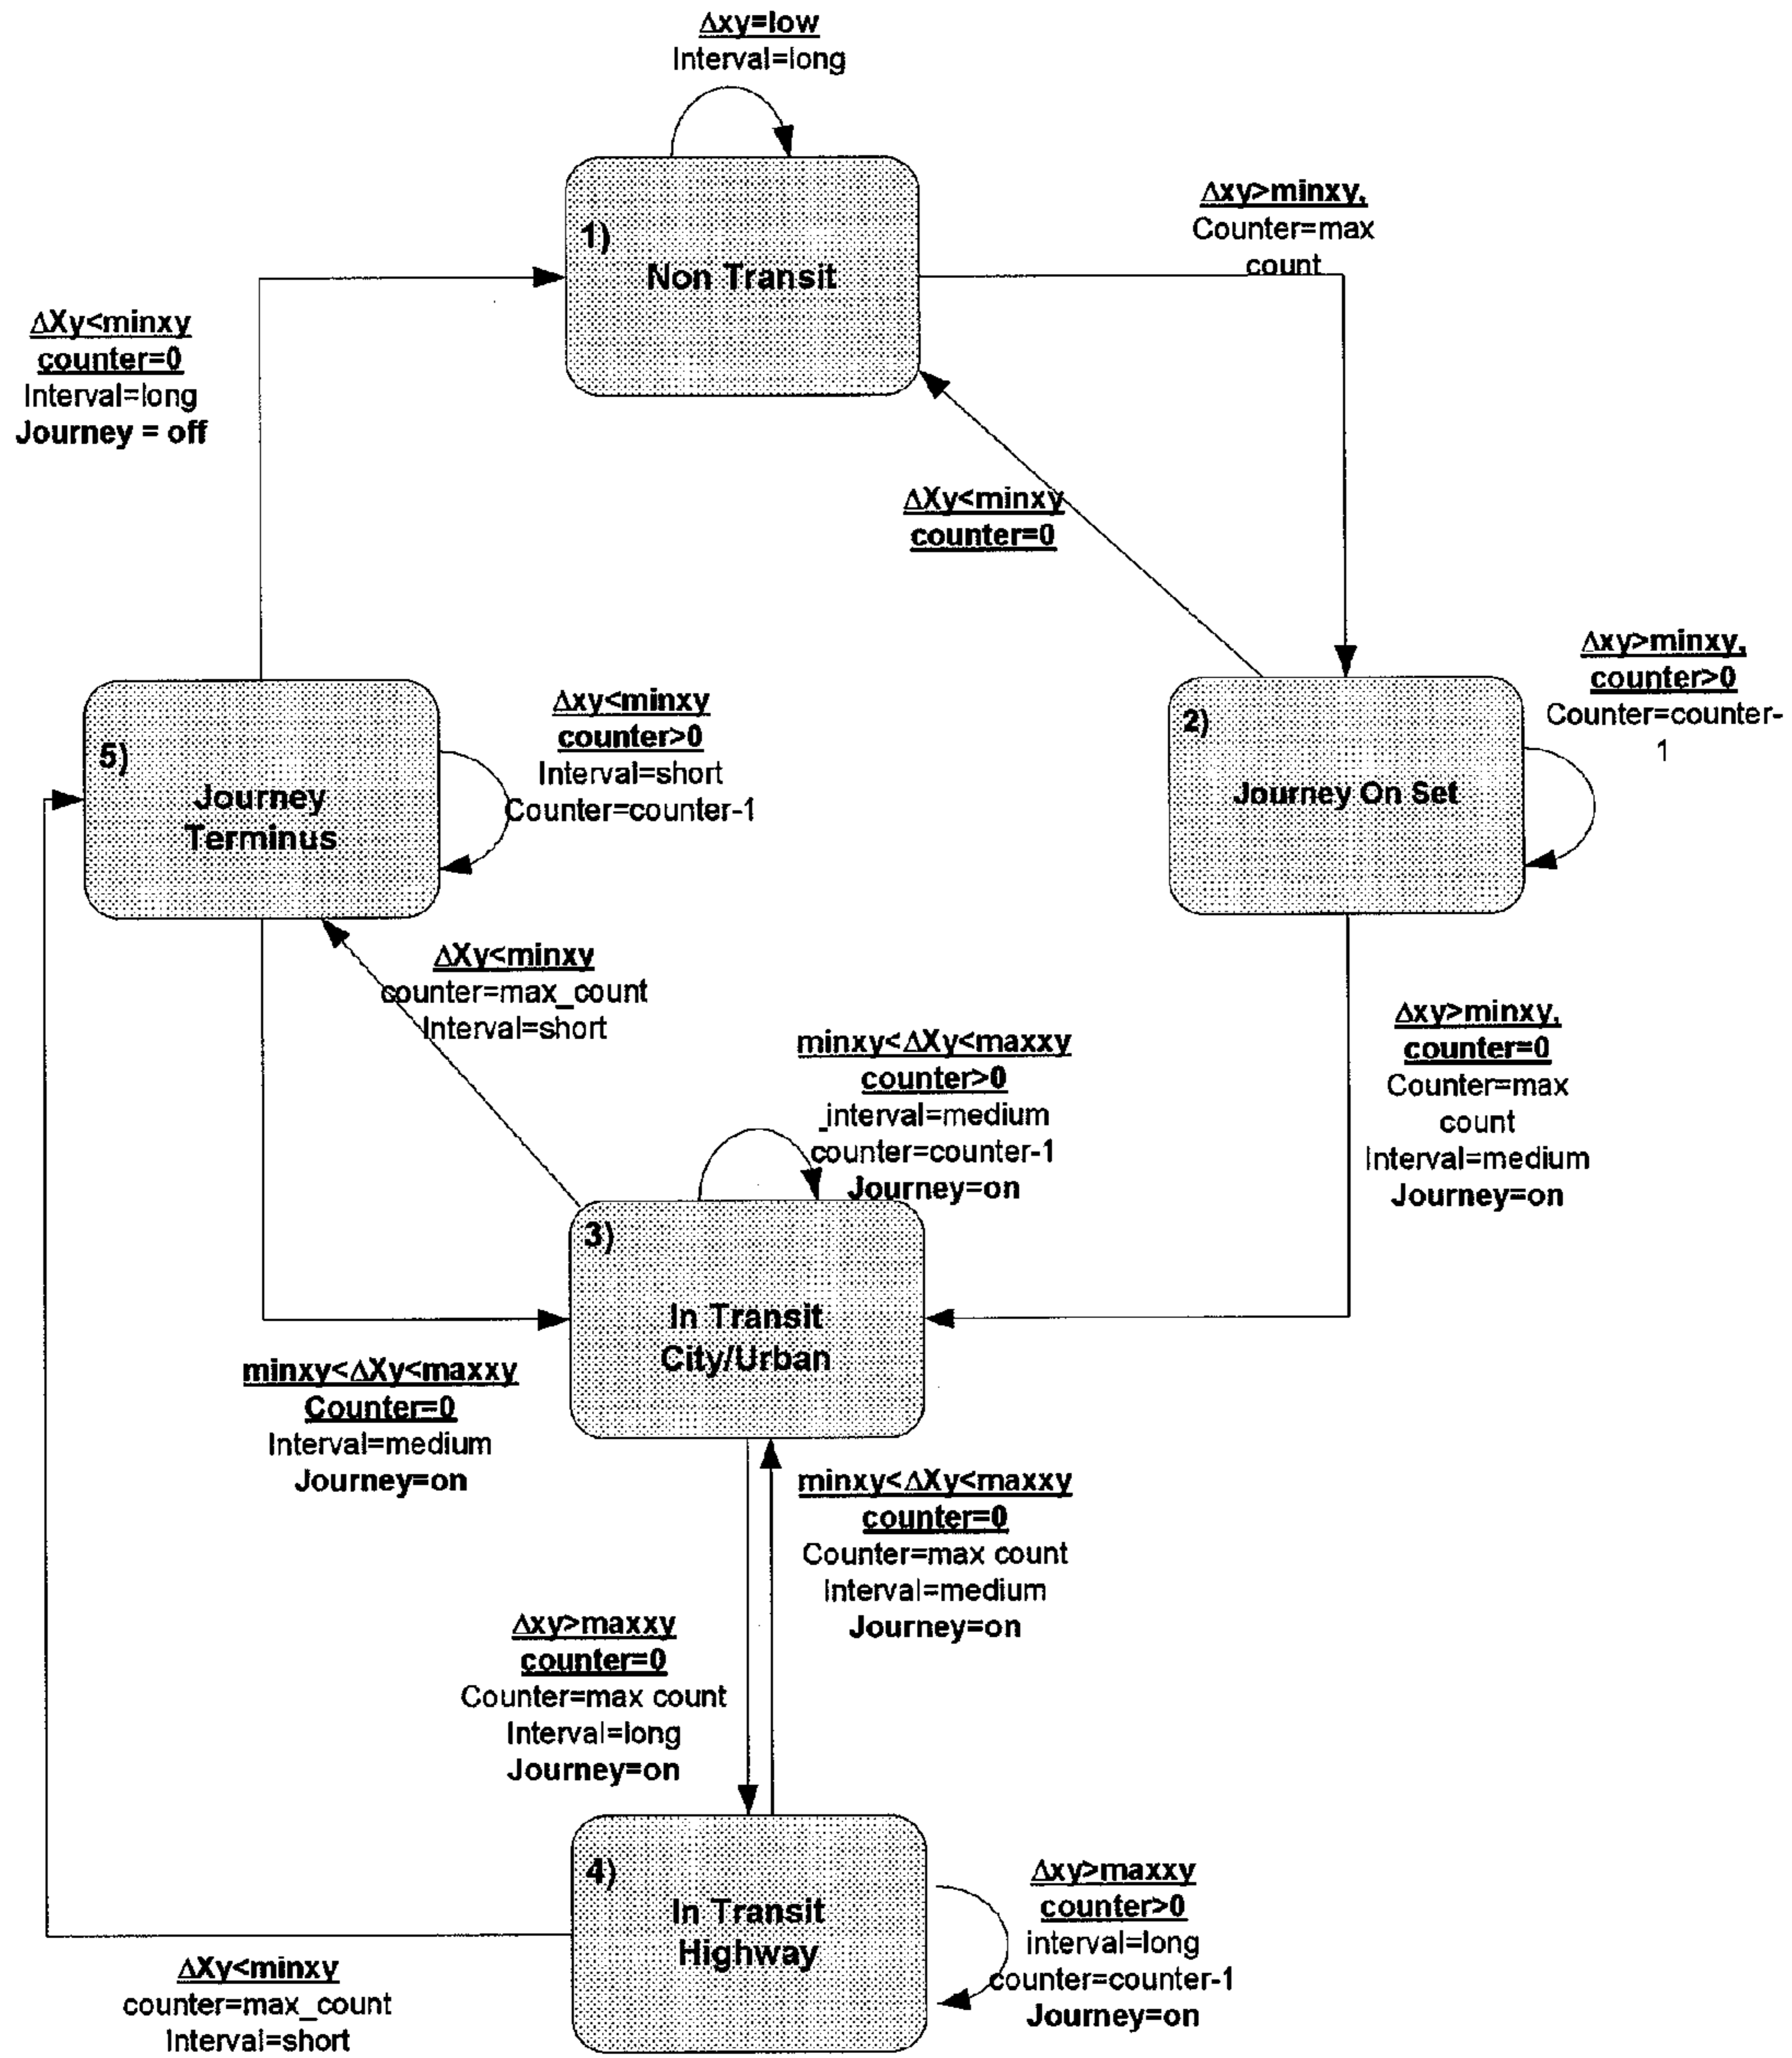 Δxy=low
Interval=long
1)
Non Transit
Δxy>minxy,
Counter=max
count
ΔXy<minxy
counter=0
Interval=long
Journey = off
ΔXy<minxy
counter=0
Δxy>minxy,
counter>0
Counter=counter-
1
2)
Journey On Set
5)
Journey
Terminus
Δxy<minxy
counter>0
Interval=short
Counter=counter-1
ΔXy<minxy
counter=max_count
Interval=short
minxy<ΔXy<maxxy
counter>0
_interval=medium
counter=counter-1
Journey=on
Δxy>minxy,
counter=0
Counter=max
count
Interval=medium
Journey=on
3)
In Transit
City/Urban
minxy<ΔXy<maxxy
Counter=0
Interval=medium
Journey=on
minxy<ΔXy<maxxy
counter=0
Counter=max count
Interval=medium
Journey=on
Δxy>maxxy
counter=0
Counter=max count
Interval=long
Journey=on
4)
In Transit
Highway
Δxy>maxxy
counter>0
interval=long
counter=counter-1
Journey=on
ΔXy<minxy
counter=max_count
Interval=short